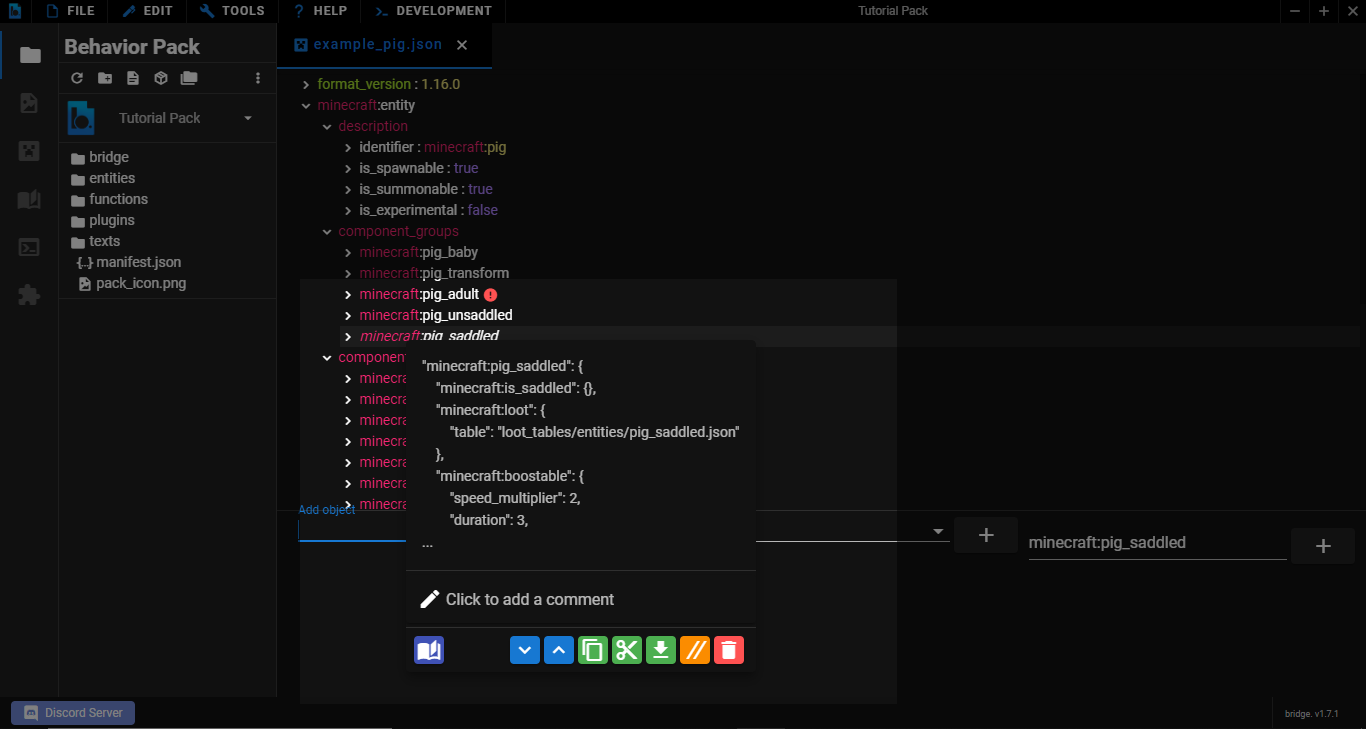 FILE EDIT TOOLS HELP DEVELOPMENT Tutorial Pack
Behavior Pack
Tutorial Pack
bridge
entities
functions
plugins
texts
{..} manifest.json
pack_icon.png
example_pig.json
format_version : 1.16.0
minecraft:entity
description
identifier : minecraft:pig
is_spawnable : true
is_summonable : true
is_experimental : false
component_groups
minecraft:pig_baby
minecraft:pig_transform
minecraft:pig_adult
minecraft:pig_unsaddled
minecraft:pig_saddled
component
minecra
minecra
minecra
minecra
minecra
minecra
minecra
"minecraft:pig_saddled": {
"minecraft:is_saddled": {},
"minecraft:loot": {
"table": "loot_tables/entities/pig_saddled.json"
},
"minecraft:boostable": {
"speed_multiplier": 2,
"duration": 3,
...
Click to add a comment
Add object
minecraft:pig_saddled
Discord Server
bridge. v1.7.1